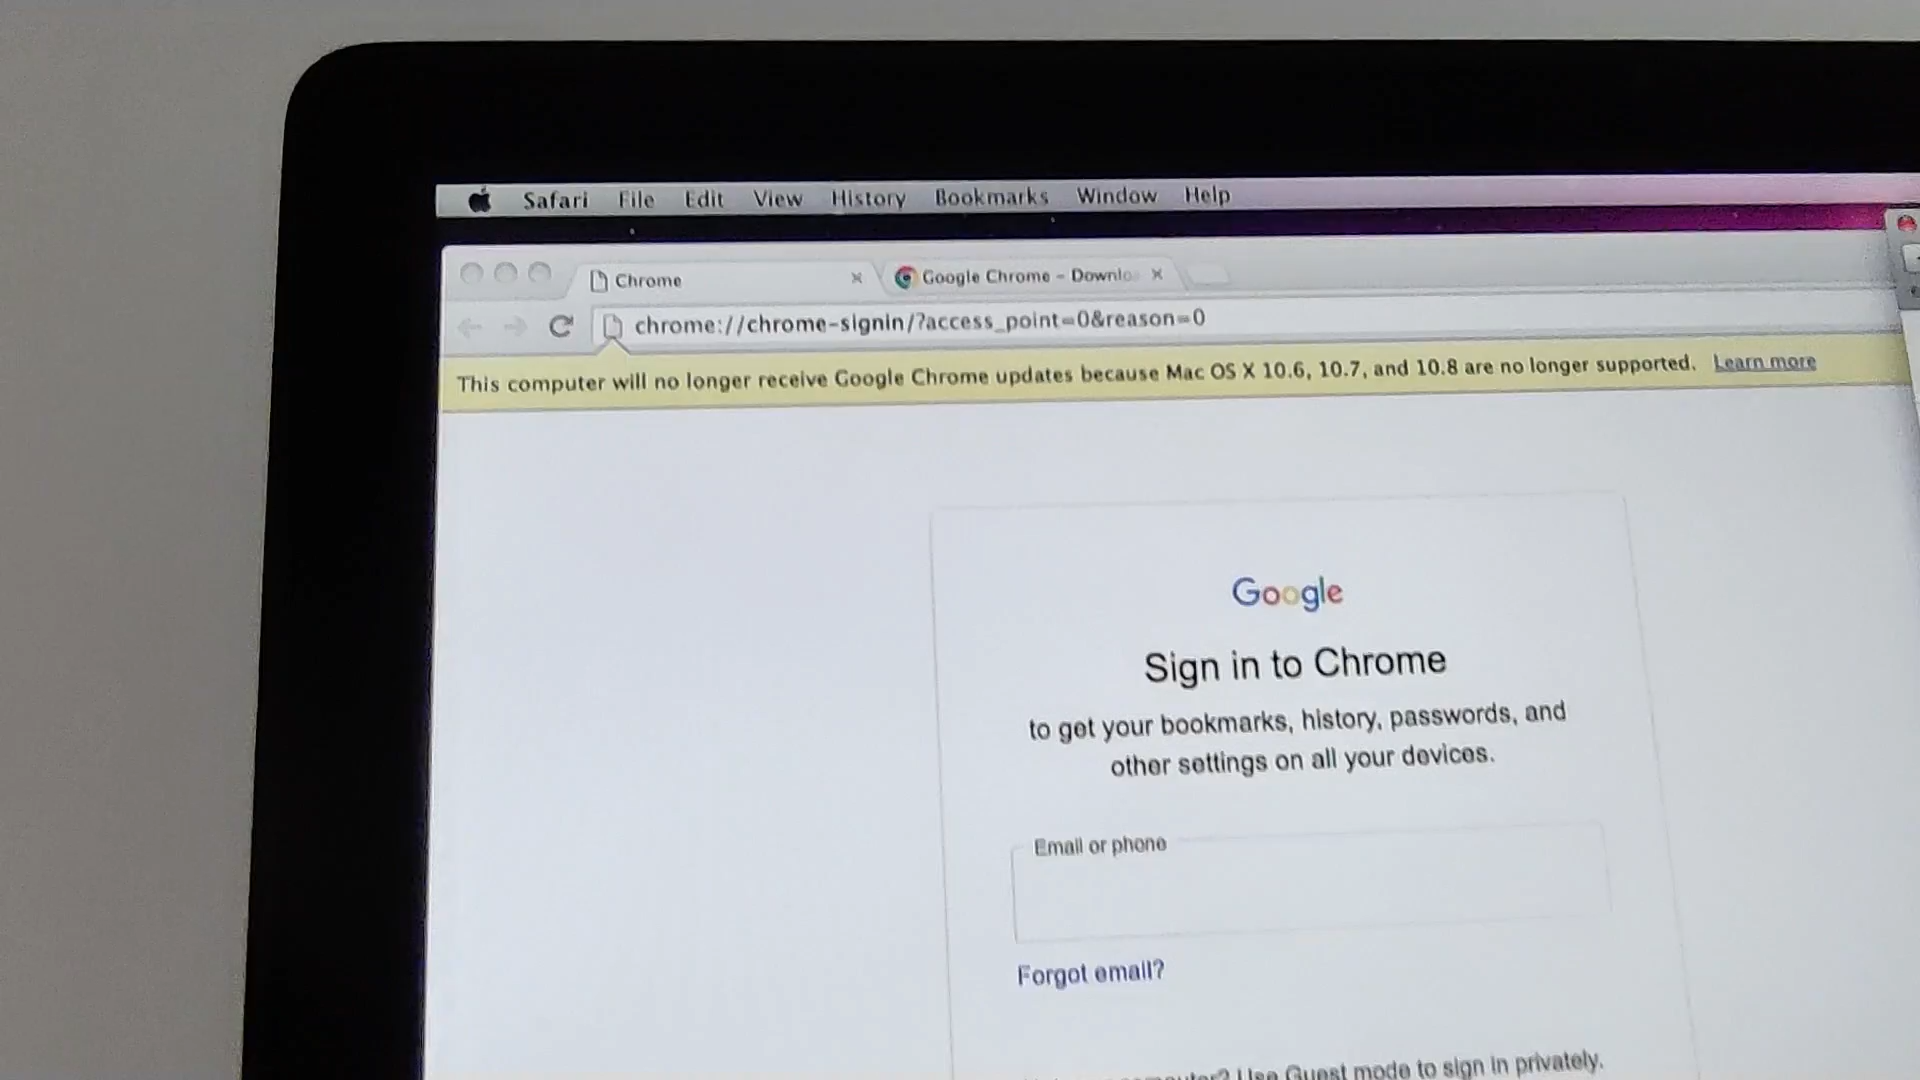 Safari File Edit View History Bookmarks Window Help
Chrome
Google Chrome - Downlo
chrome://chrome-signin/?access_point=0&reason=0
This computer will no longer receive Google Chrome updates because Mac OS X 10.6, 10.7, and 10.8 are no longer supported. Learn more
Google
Sign in to Chrome
to get your bookmarks, history, passwords, and
other settings on all your devices.
Email or phone
Forgot email?
Use Guest mode to sign in privately.